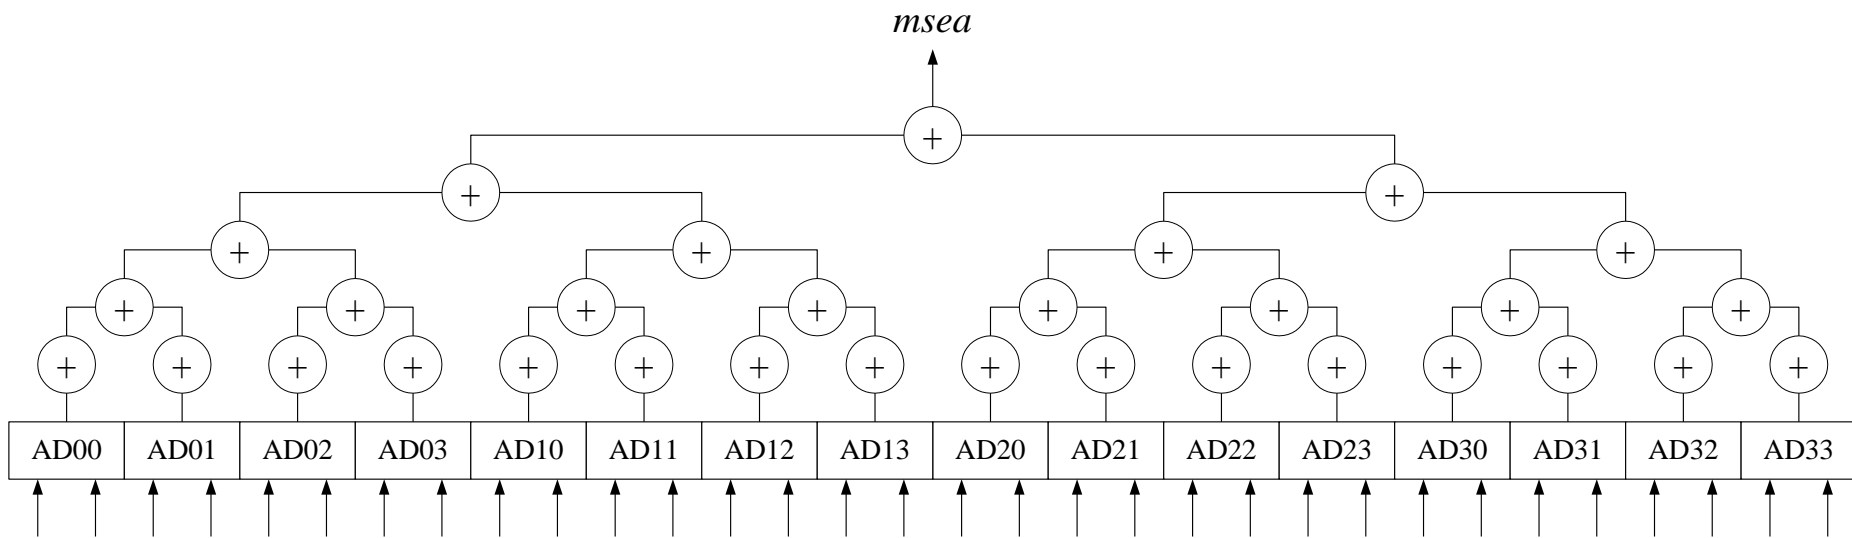 msea
+
+ +
+ + + +
+ + + + + + + +
+ + + + + + + + + + + + + + + +
AD00 AD01 AD02 AD03 AD10 AD11 AD12 AD13 AD20 AD21 AD22 AD23 AD30 AD31 AD32 AD33